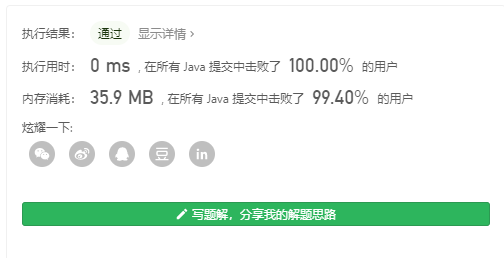 执行结果： 通过 显示详情 ›
执行用时： 0 ms , 在所有 Java 提交中击败了 100.00% 的用户
内存消耗： 35.9 MB , 在所有 Java 提交中击败了 99.40% 的用户
炫耀一下:
豆 in
写题解，分享我的解题思路